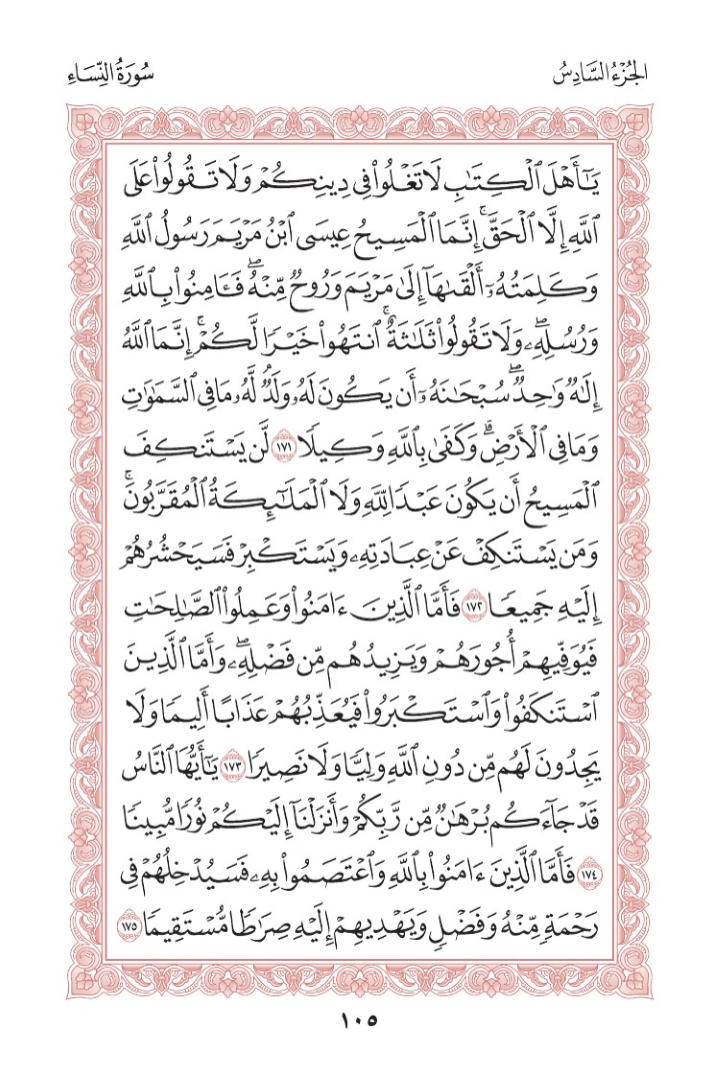 الجُزْءُ السَّادِسُ
سُورَةُ النِّسَاءِ
يَـٰٓأَهْلَ ٱلْكِتَـٰبِ لَا تَغْلُوا۟ فِى دِينِكُمْ وَلَا تَقُولُوا۟ عَلَى
ٱللَّهِ إِلَّا ٱلْحَقَّ ۚ إِنَّمَا ٱلْمَسِيحُ عِيسَى ٱبْنُ مَرْيَمَ رَسُولُ ٱللَّهِ
وَكَلِمَتُهُۥٓ أَلْقَىٰهَآ إِلَىٰ مَرْيَمَ وَرُوحٌ مِّنْهُ ۖ فَـَٔامِنُوا۟ بِٱللَّهِ
وَرُسُلِهِۦ ۖ وَلَا تَقُولُوا۟ ثَلَـٰثَةٌ ۚ ٱنتَهُوا۟ خَيْرًا لَّكُمْ ۚ إِنَّمَا ٱللَّهُ
إِلَـٰهٌ وَٰحِدٌ ۖ سُبْحَـٰنَهُۥٓ أَن يَكُونَ لَهُۥ وَلَدٌ ۘ لَّهُۥ مَا فِى ٱلسَّمَـٰوَٰتِ
وَمَا فِى ٱلْأَرْضِ ۗ وَكَفَىٰ بِٱللَّهِ وَكِيلًا ١٧١ لَّن يَسْتَنكِفَ
ٱلْمَسِيحُ أَن يَكُونَ عَبْدًا لِّلَّهِ وَلَا ٱلْمَلَـٰٓئِكَةُ ٱلْمُقَرَّبُونَ ۚ
وَمَن يَسْتَنكِفْ عَنْ عِبَادَتِهِۦ وَيَسْتَكْبِرْ فَسَيَحْشُرُهُمْ
إِلَيْهِ جَمِيعًا ١٧٢ فَأَمَّا ٱلَّذِينَ ءَامَنُوا۟ وَعَمِلُوا۟ ٱلصَّـٰلِحَـٰتِ
فَيُوَفِّيهِمْ أُجُورَهُمْ وَيَزِيدُهُم مِّن فَضْلِهِۦ ۖ وَأَمَّا ٱلَّذِينَ
ٱسْتَنكَفُوا۟ وَٱسْتَكْبَرُوا۟ فَيُعَذِّبُهُمْ عَذَابًا أَلِيمًا وَلَا
يَجِدُونَ لَهُم مِّن دُونِ ٱللَّهِ وَلِيًّا وَلَا نَصِيرًا ١٧٣ يَـٰٓأَيُّهَا ٱلنَّاسُ
قَدْ جَآءَكُم بُرْهَـٰنٌ مِّن رَّبِّكُمْ وَأَنزَلْنَآ إِلَيْكُمْ نُورًا مُّبِينًا
١٧٤ فَأَمَّا ٱلَّذِينَ ءَامَنُوا۟ بِٱللَّهِ وَٱعْتَصَمُوا۟ بِهِۦ فَسَيُدْخِلُهُمْ فِى
رَحْمَةٍ مِّنْهُ وَفَضْلٍ وَيَهْدِيهِمْ إِلَيْهِ صِرَٰطًا مُّسْتَقِيمًا ١٧٥
١٠٥